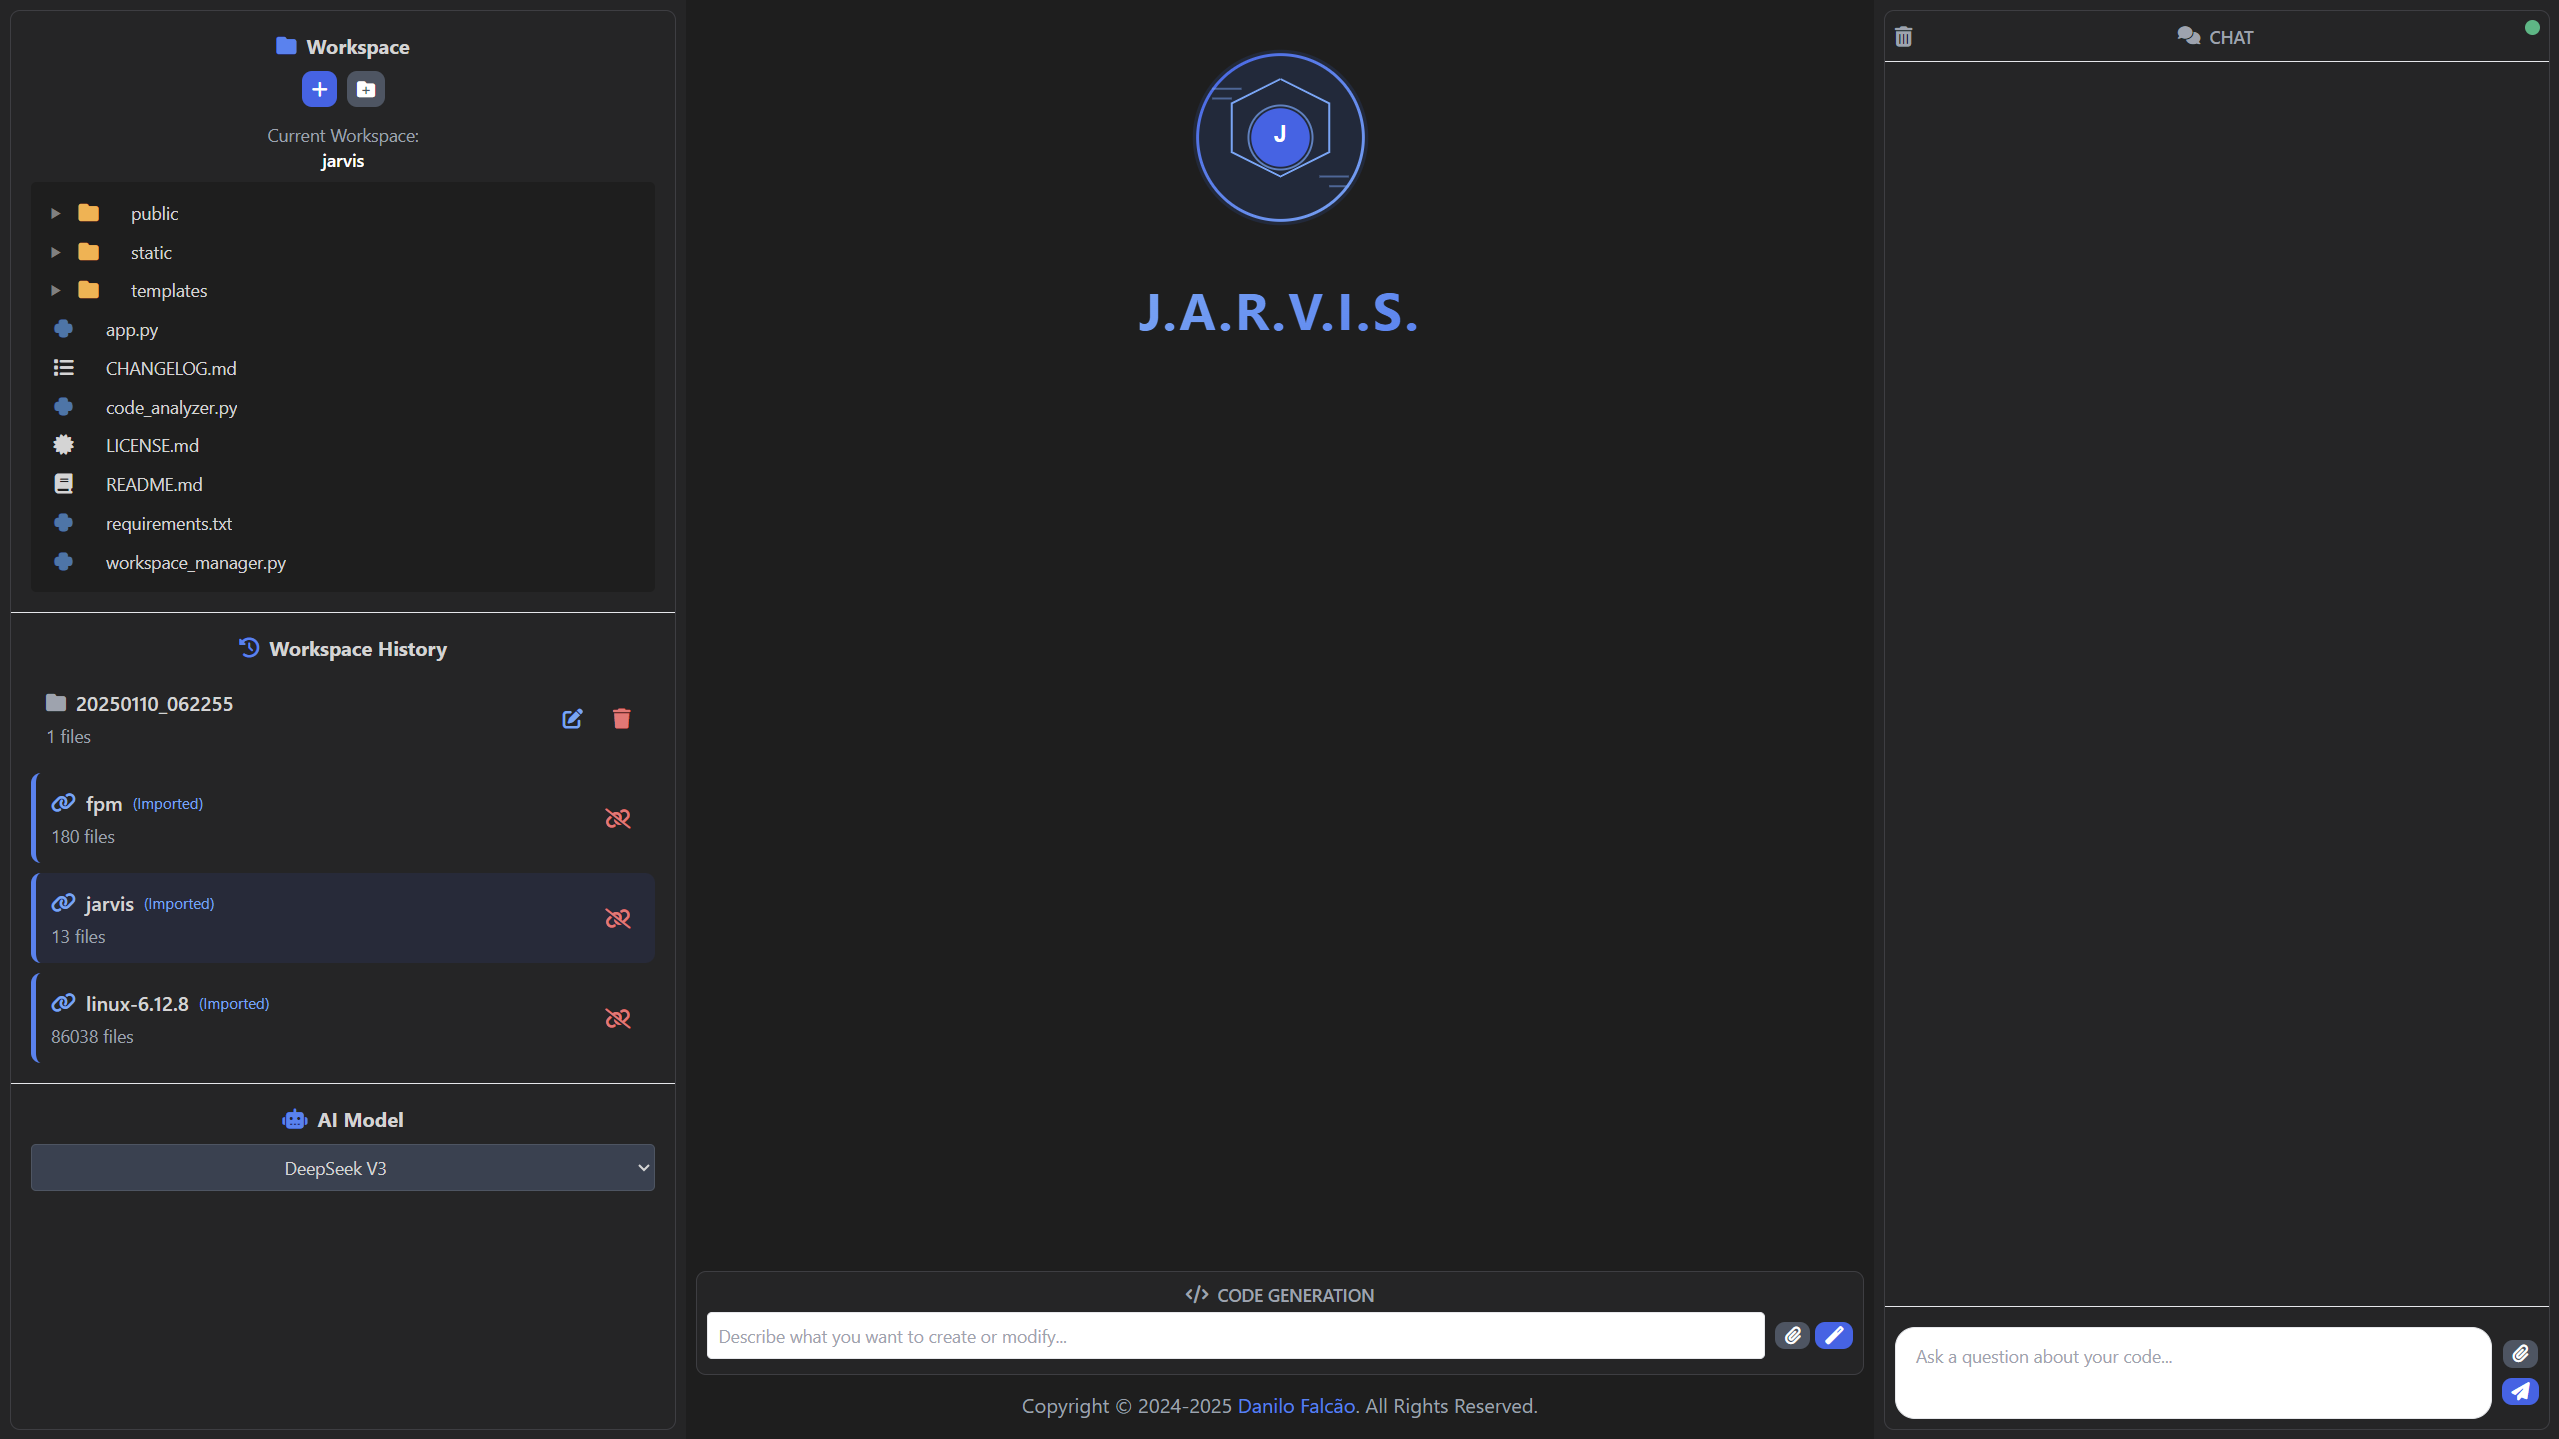 Workspace
Current Workspace:
jarvis
public
static
templates
app.py
CHANGELOG.md
code_analyzer.py
LICENSE.md
README.md
requirements.txt
workspace_manager.py
Workspace History
20250110_062255
1 files
fpm (Imported)
180 files
jarvis (Imported)
13 files
linux-6.12.8 (Imported)
86038 files
AI Model
DeepSeek V3
J
J.A.R.V.I.S.
</> CODE GENERATION
Describe what you want to create or modify...
Copyright © 2024-2025 Danilo Falcão. All Rights Reserved.
CHAT
Ask a question about your code...